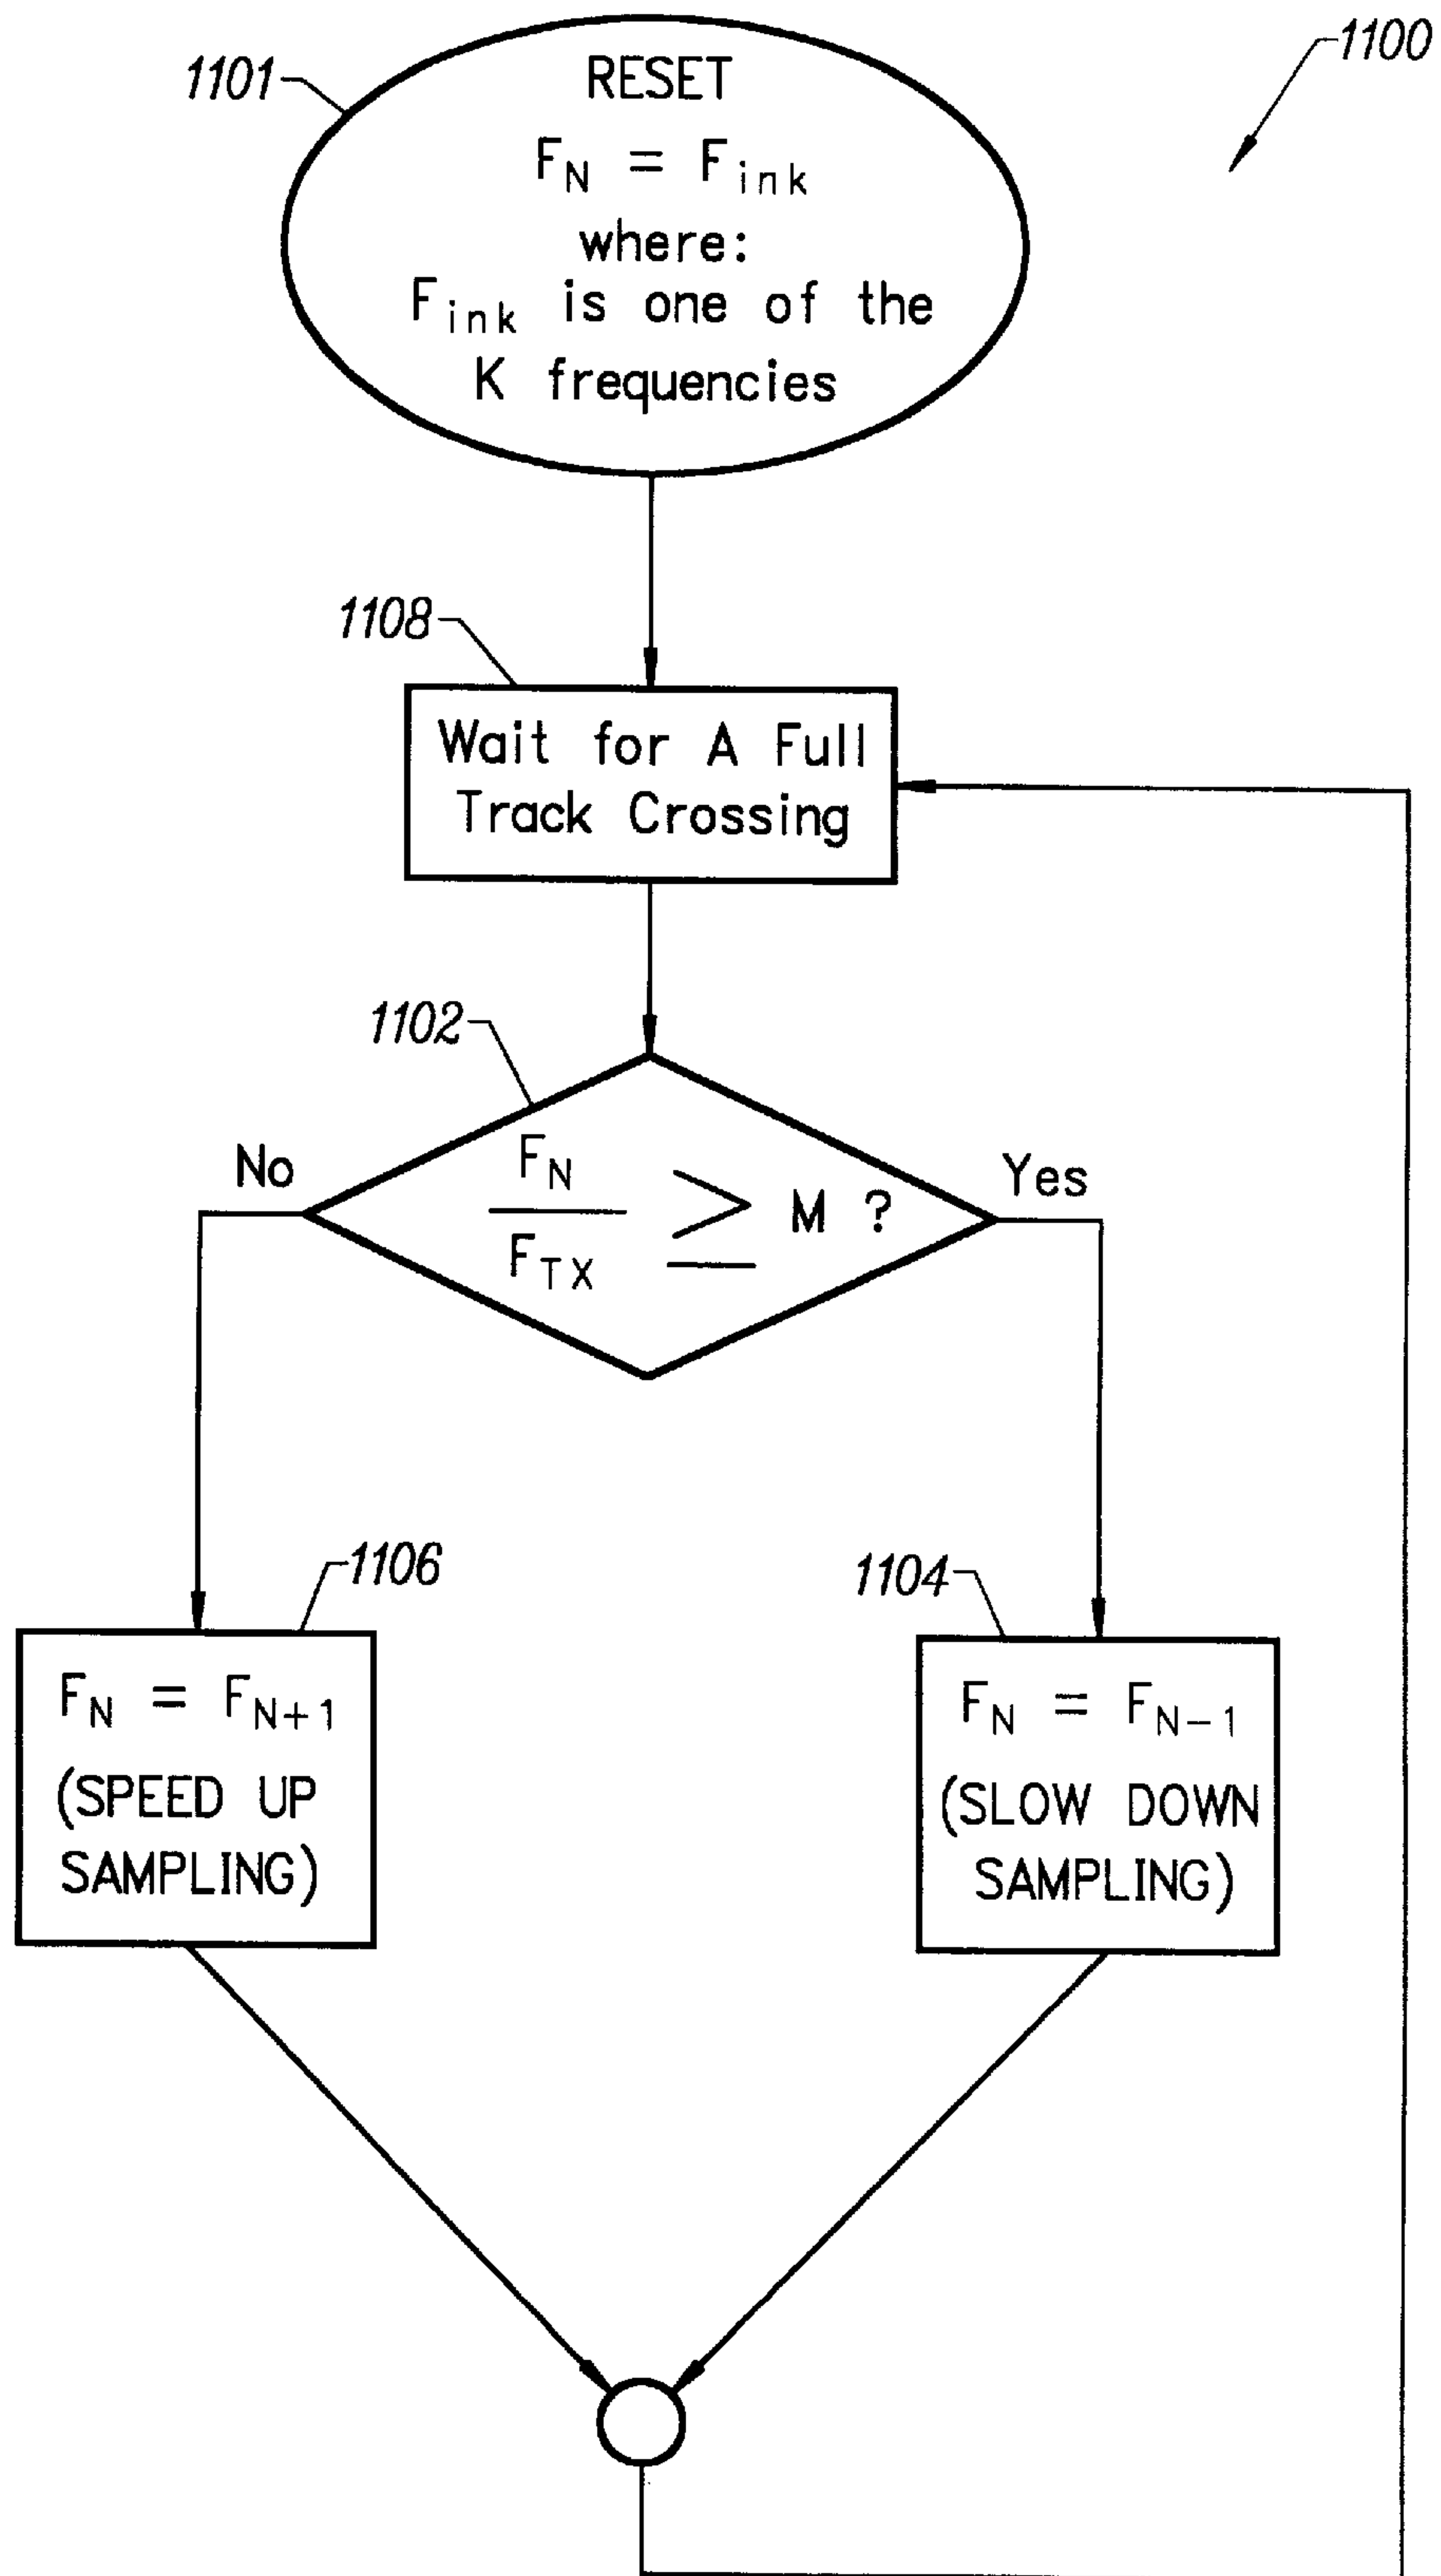 1100
1101
RESET
F_N = F_ink
where:
F_ink is one of the
K frequencies
1108
Wait for A Full
Track Crossing
1102
No
F_N / F_TX ≥ M ?
Yes
1106
F_N = F_N+1
(SPEED UP
SAMPLING)
1104
F_N = F_N-1
(SLOW DOWN
SAMPLING)